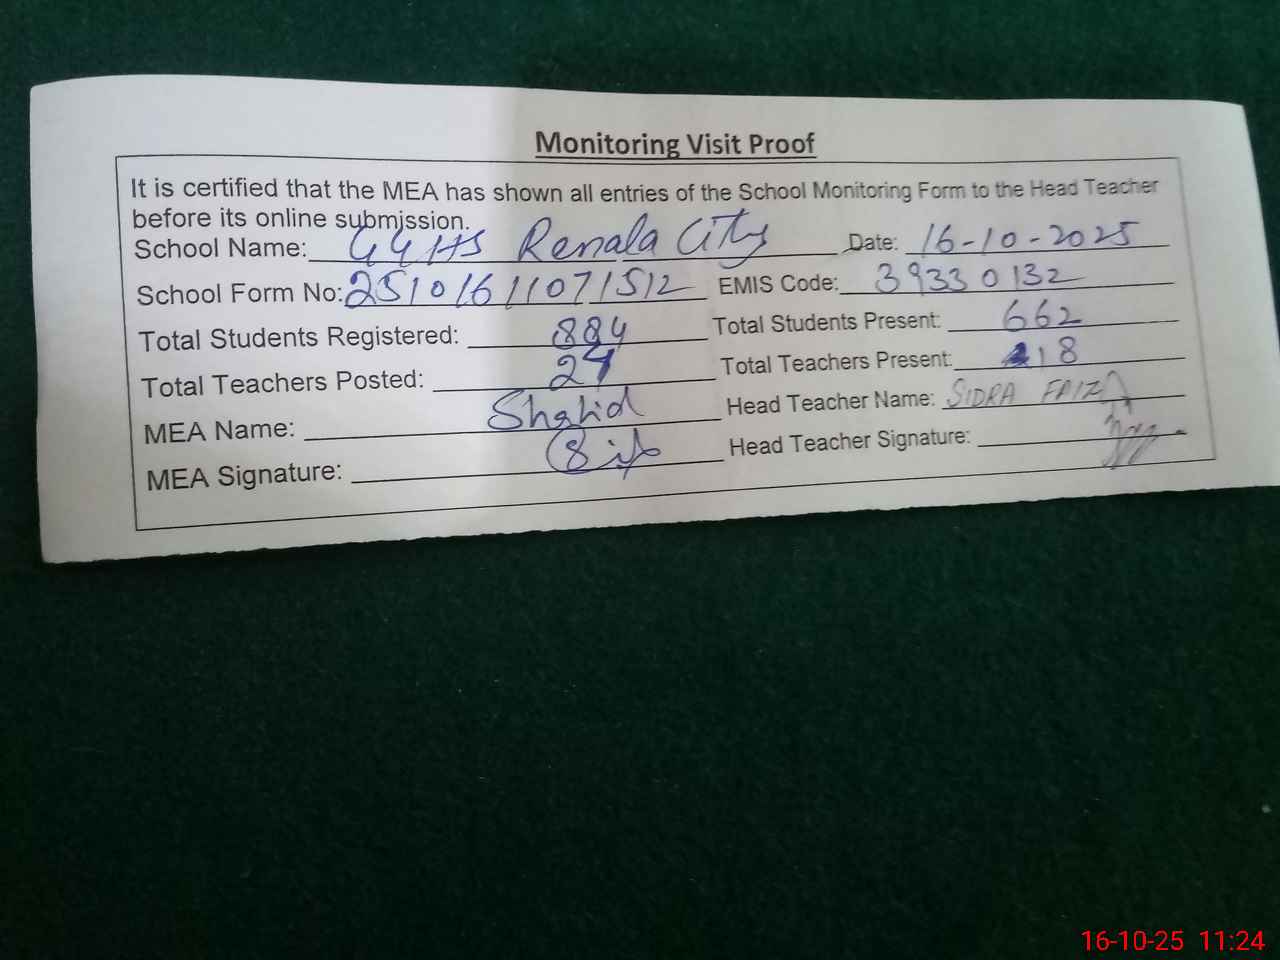 Monitoring Visit Proof
It is certified that the MEA has shown all entries of the School Monitoring Form to the Head Teacher
before its online submission.
School Name: GGHS Renala City Date: 16-10-2025
School Form No: 25101611071512 EMIS Code: 39330132
Total Students Registered: 884 Total Students Present: 662
Total Teachers Posted: 27 Total Teachers Present: 18
MEA Name: Shahid Head Teacher Name: SIDRA FAIZ
MEA Signature: Head Teacher Signature:
16-10-25 11:24